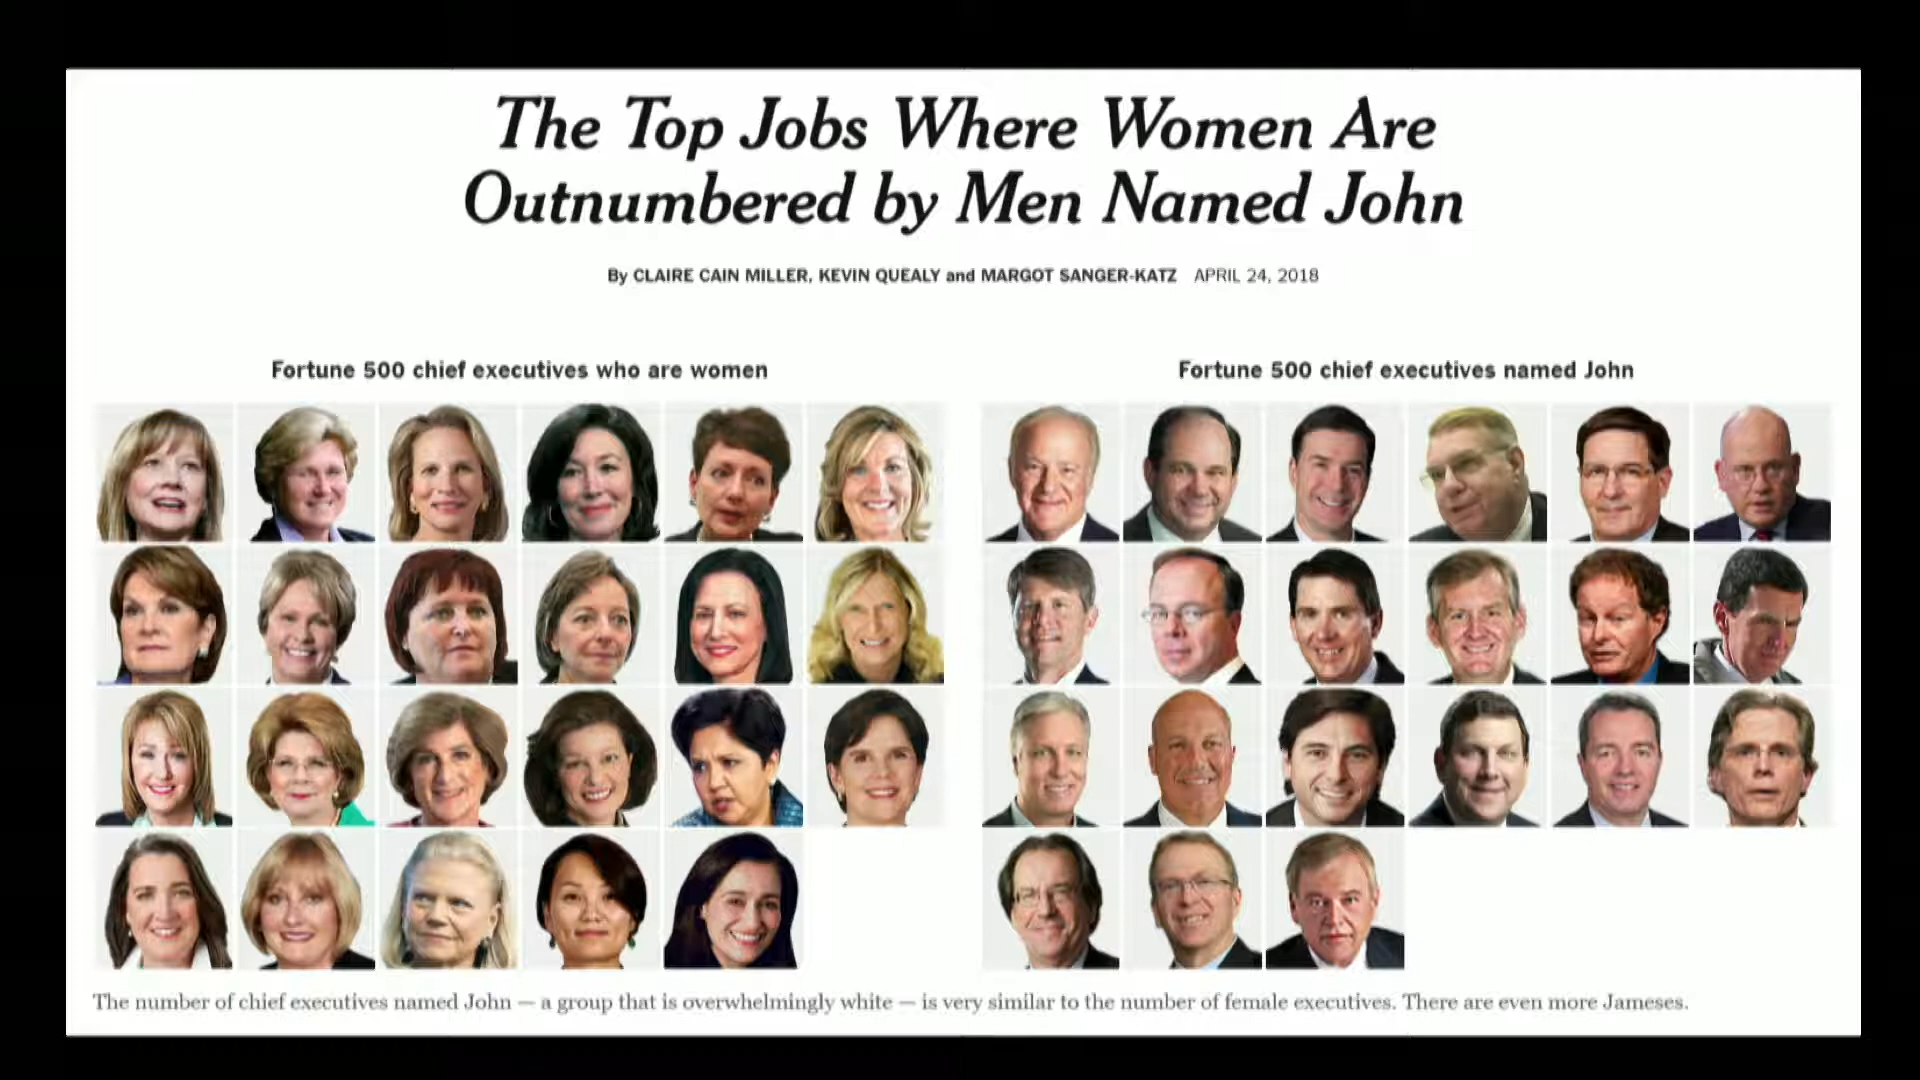 The Top Jobs Where Women Are
Outnumbered by Men Named John
By CLAIRE CAIN MILLER, KEVIN QUEALY and MARGOT SANGER-KATZ APRIL 24, 2018
Fortune 500 chief executives who are women
Fortune 500 chief executives named John
The number of chief executives named John — a group that is overwhelmingly white — is very similar to the number of female executives. There are even more Jameses.